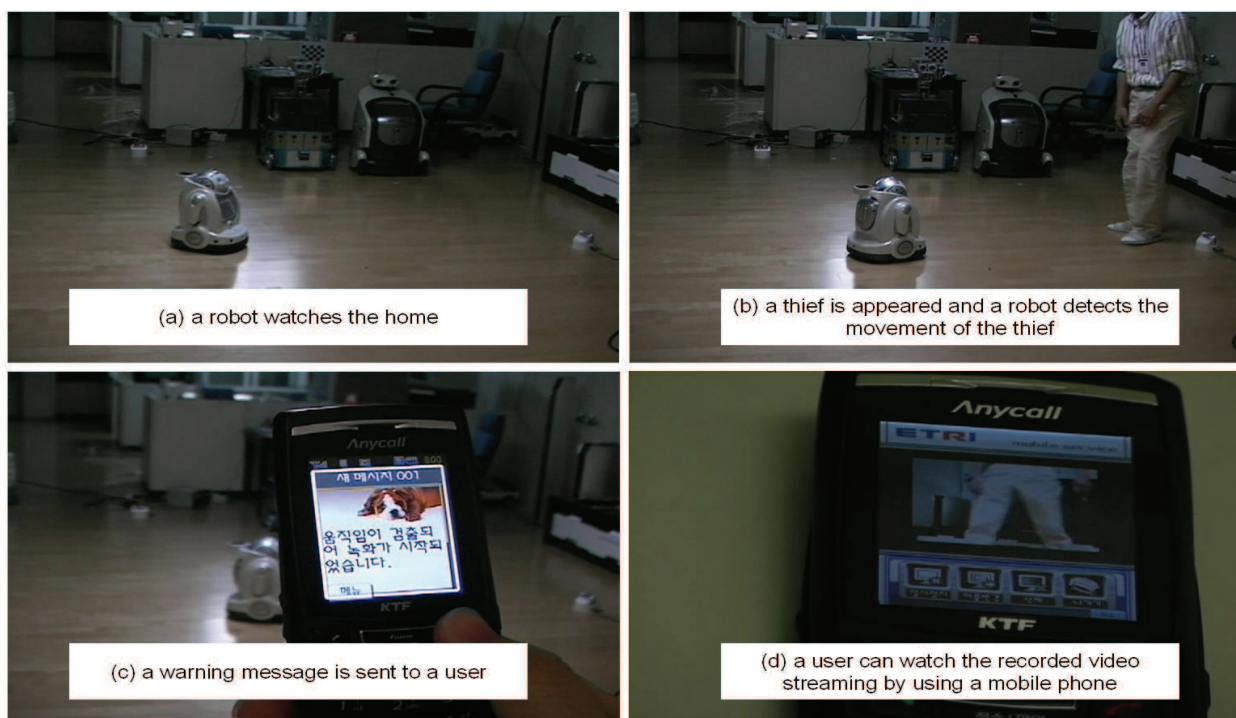 (a) a robot watches the home
(b) a thief is appeared and a robot detects the
movement of the thief
Anycall
새 메시지 001
움직임이 검출되
어 녹화가 시작되
었습니다.
메뉴
KTF
(c) a warning message is sent to a user
Anycall
ETRI
mobile service
KTF
(d) a user can watch the recorded video
streaming by using a mobile phone